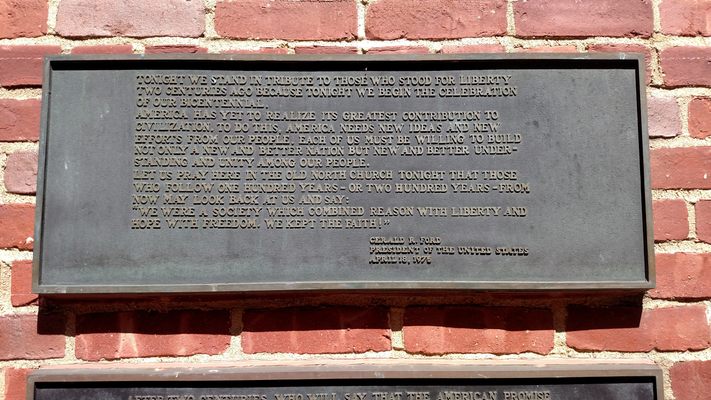 TONIGHT WE STAND IN TRIBUTE TO THOSE WHO STOOD FOR LIBERTY
TWO CENTURIES AGO BECAUSE TONIGHT WE BEGIN THE CELEBRATION
OF OUR BICENTENNIAL.
AMERICA HAS YET TO REALIZE ITS GREATEST CONTRIBUTION TO
CIVILIZATION. TO DO THIS, AMERICA NEEDS NEW IDEAS AND NEW
EFFORTS FROM OUR PEOPLE. EACH OF US MUST BE WILLING TO BUILD
NOT ONLY A NEW AND BETTER NATION BUT NEW AND BETTER UNDER-
STANDING AND UNITY AMONG OUR PEOPLE.
LET US PRAY HERE IN THE OLD NORTH CHURCH TONIGHT THAT THOSE
WHO FOLLOW ONE HUNDRED YEARS - OR TWO HUNDRED YEARS - FROM
NOW MAY LOOK BACK AT US AND SAY:
"WE WERE A SOCIETY WHICH COMBINED REASON WITH LIBERTY AND
HOPE WITH FREEDOM. WE KEPT THE FAITH!"
GERALD R. FORD
PRESIDENT OF THE UNITED STATES
APRIL 18, 1975
AFTER TWO CENTURIES, WHO WILL SAY THAT THE AMERICAN PROMISE